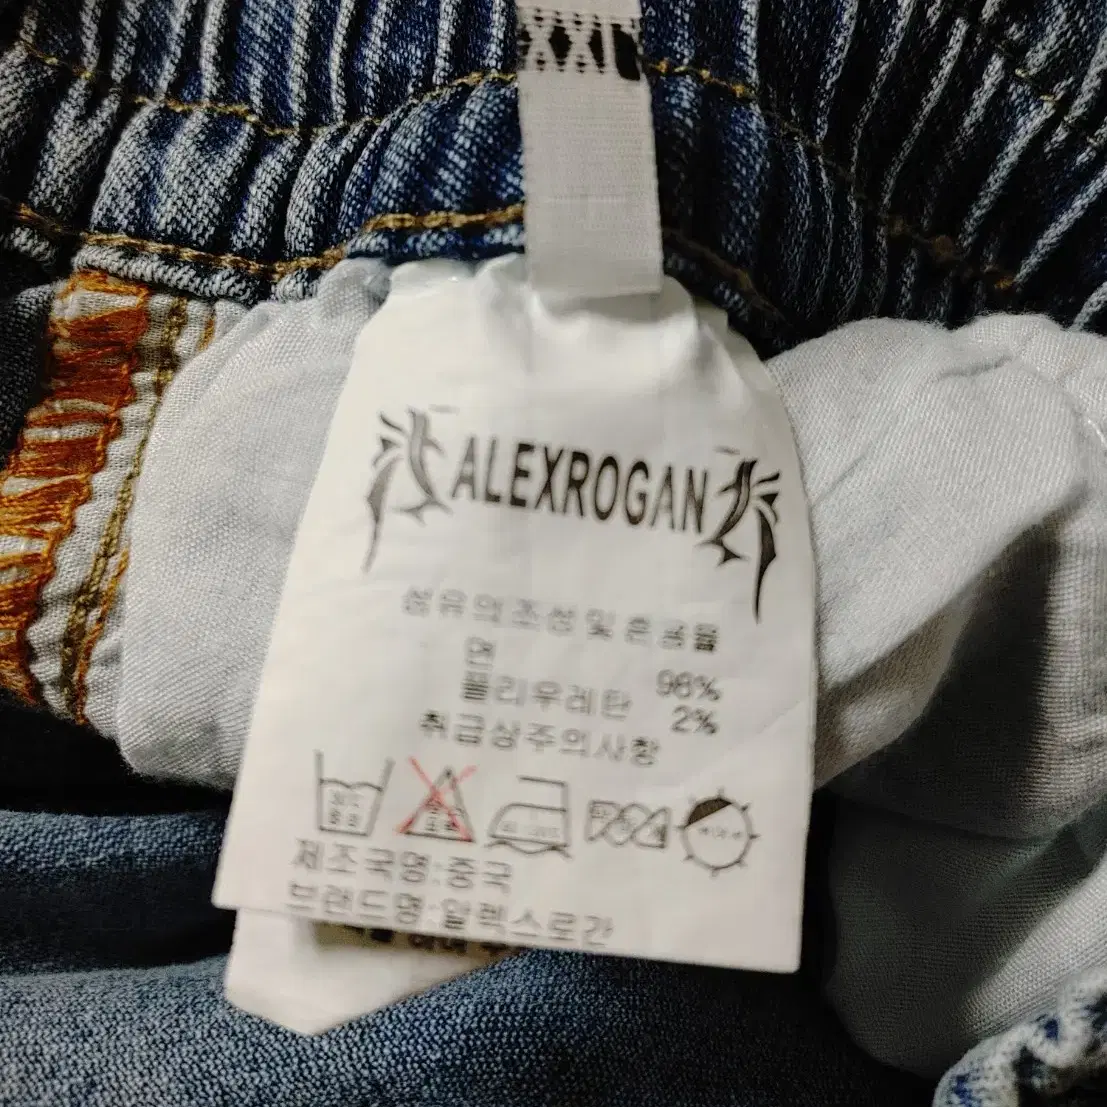 XXL
ALEXROGAN
섬유의조성및혼용율
면 98%
폴리우레탄 2%
취급상주의사항
제조국명:중국
브랜드명:알렉스로간